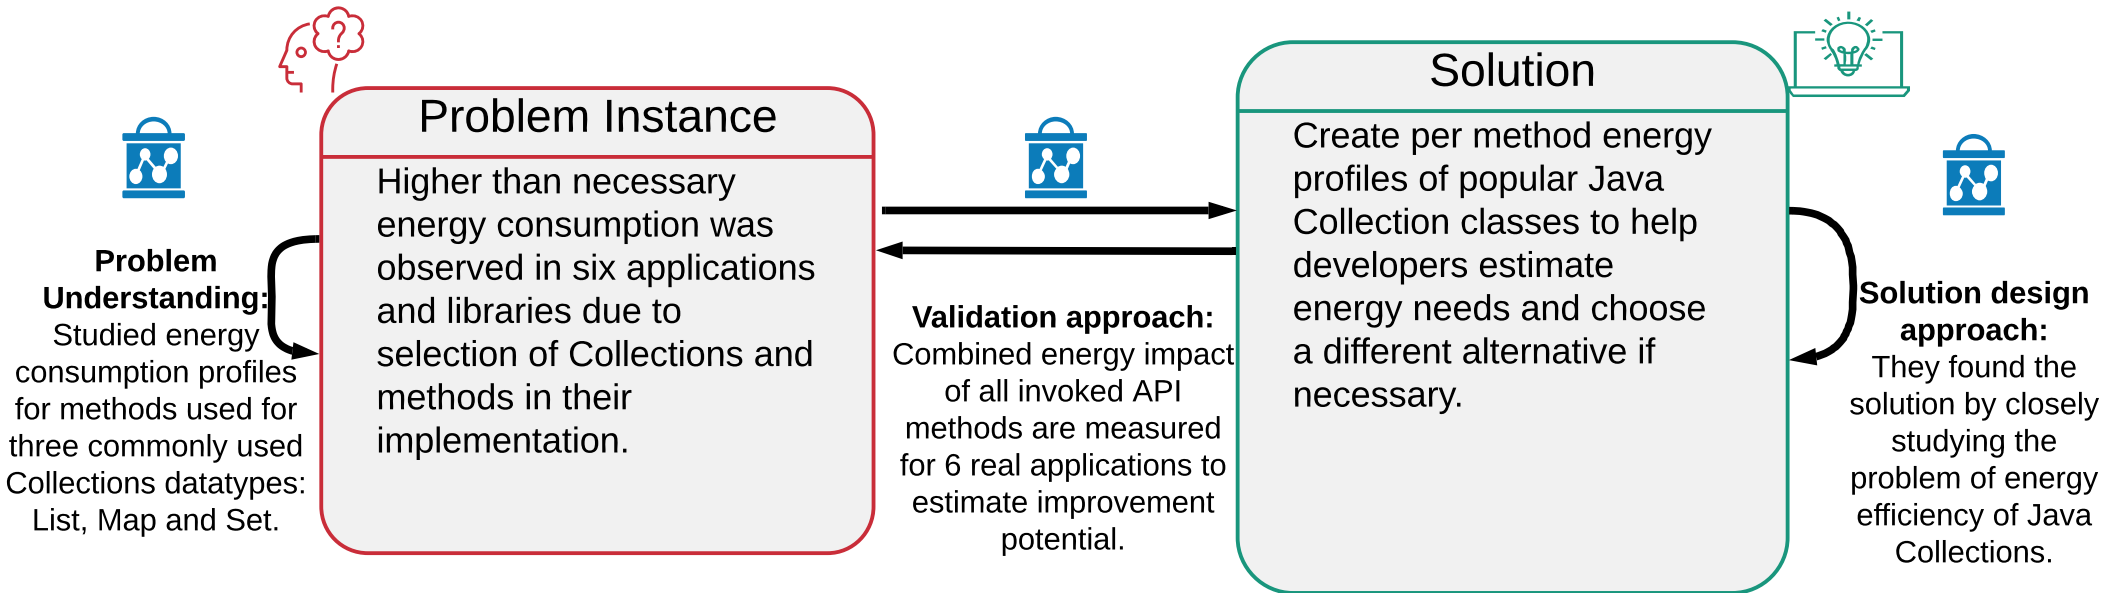 Problem
Understanding:
Studied energy
consumption profiles
for methods used for
three commonly used
Collections datatypes:
List, Map and Set.
?
Problem Instance
Higher than necessary
energy consumption was
observed in six applications
and libraries due to
selection of Collections and
methods in their
implementation.
Validation approach:
Combined energy impact
of all invoked API
methods are measured
for 6 real applications to
estimate improvement
potential.
Solution
Create per method energy
profiles of popular Java
Collection classes to help
developers estimate
energy needs and choose
a different alternative if
necessary.
Solution design
approach:
They found the
solution by closely
studying the
problem of energy
efficiency of Java
Collections.